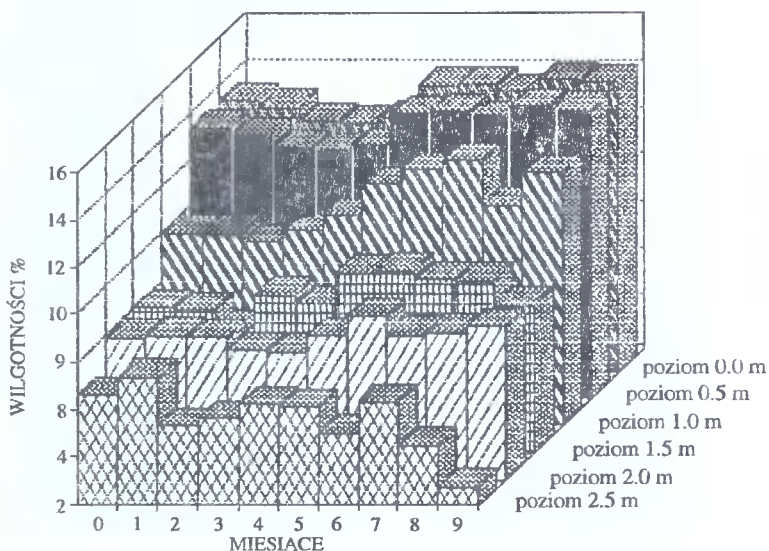 16
14
12
10
9
8
4
2
WILGOTNOŚCI %
0 1 2 3 4 5 6 7 8 9
MIESIĄCE
poziom 0.0 m
poziom 0.5 m
poziom 1.0 m
poziom 1.5 m
poziom 2.0 m
poziom 2.5 m